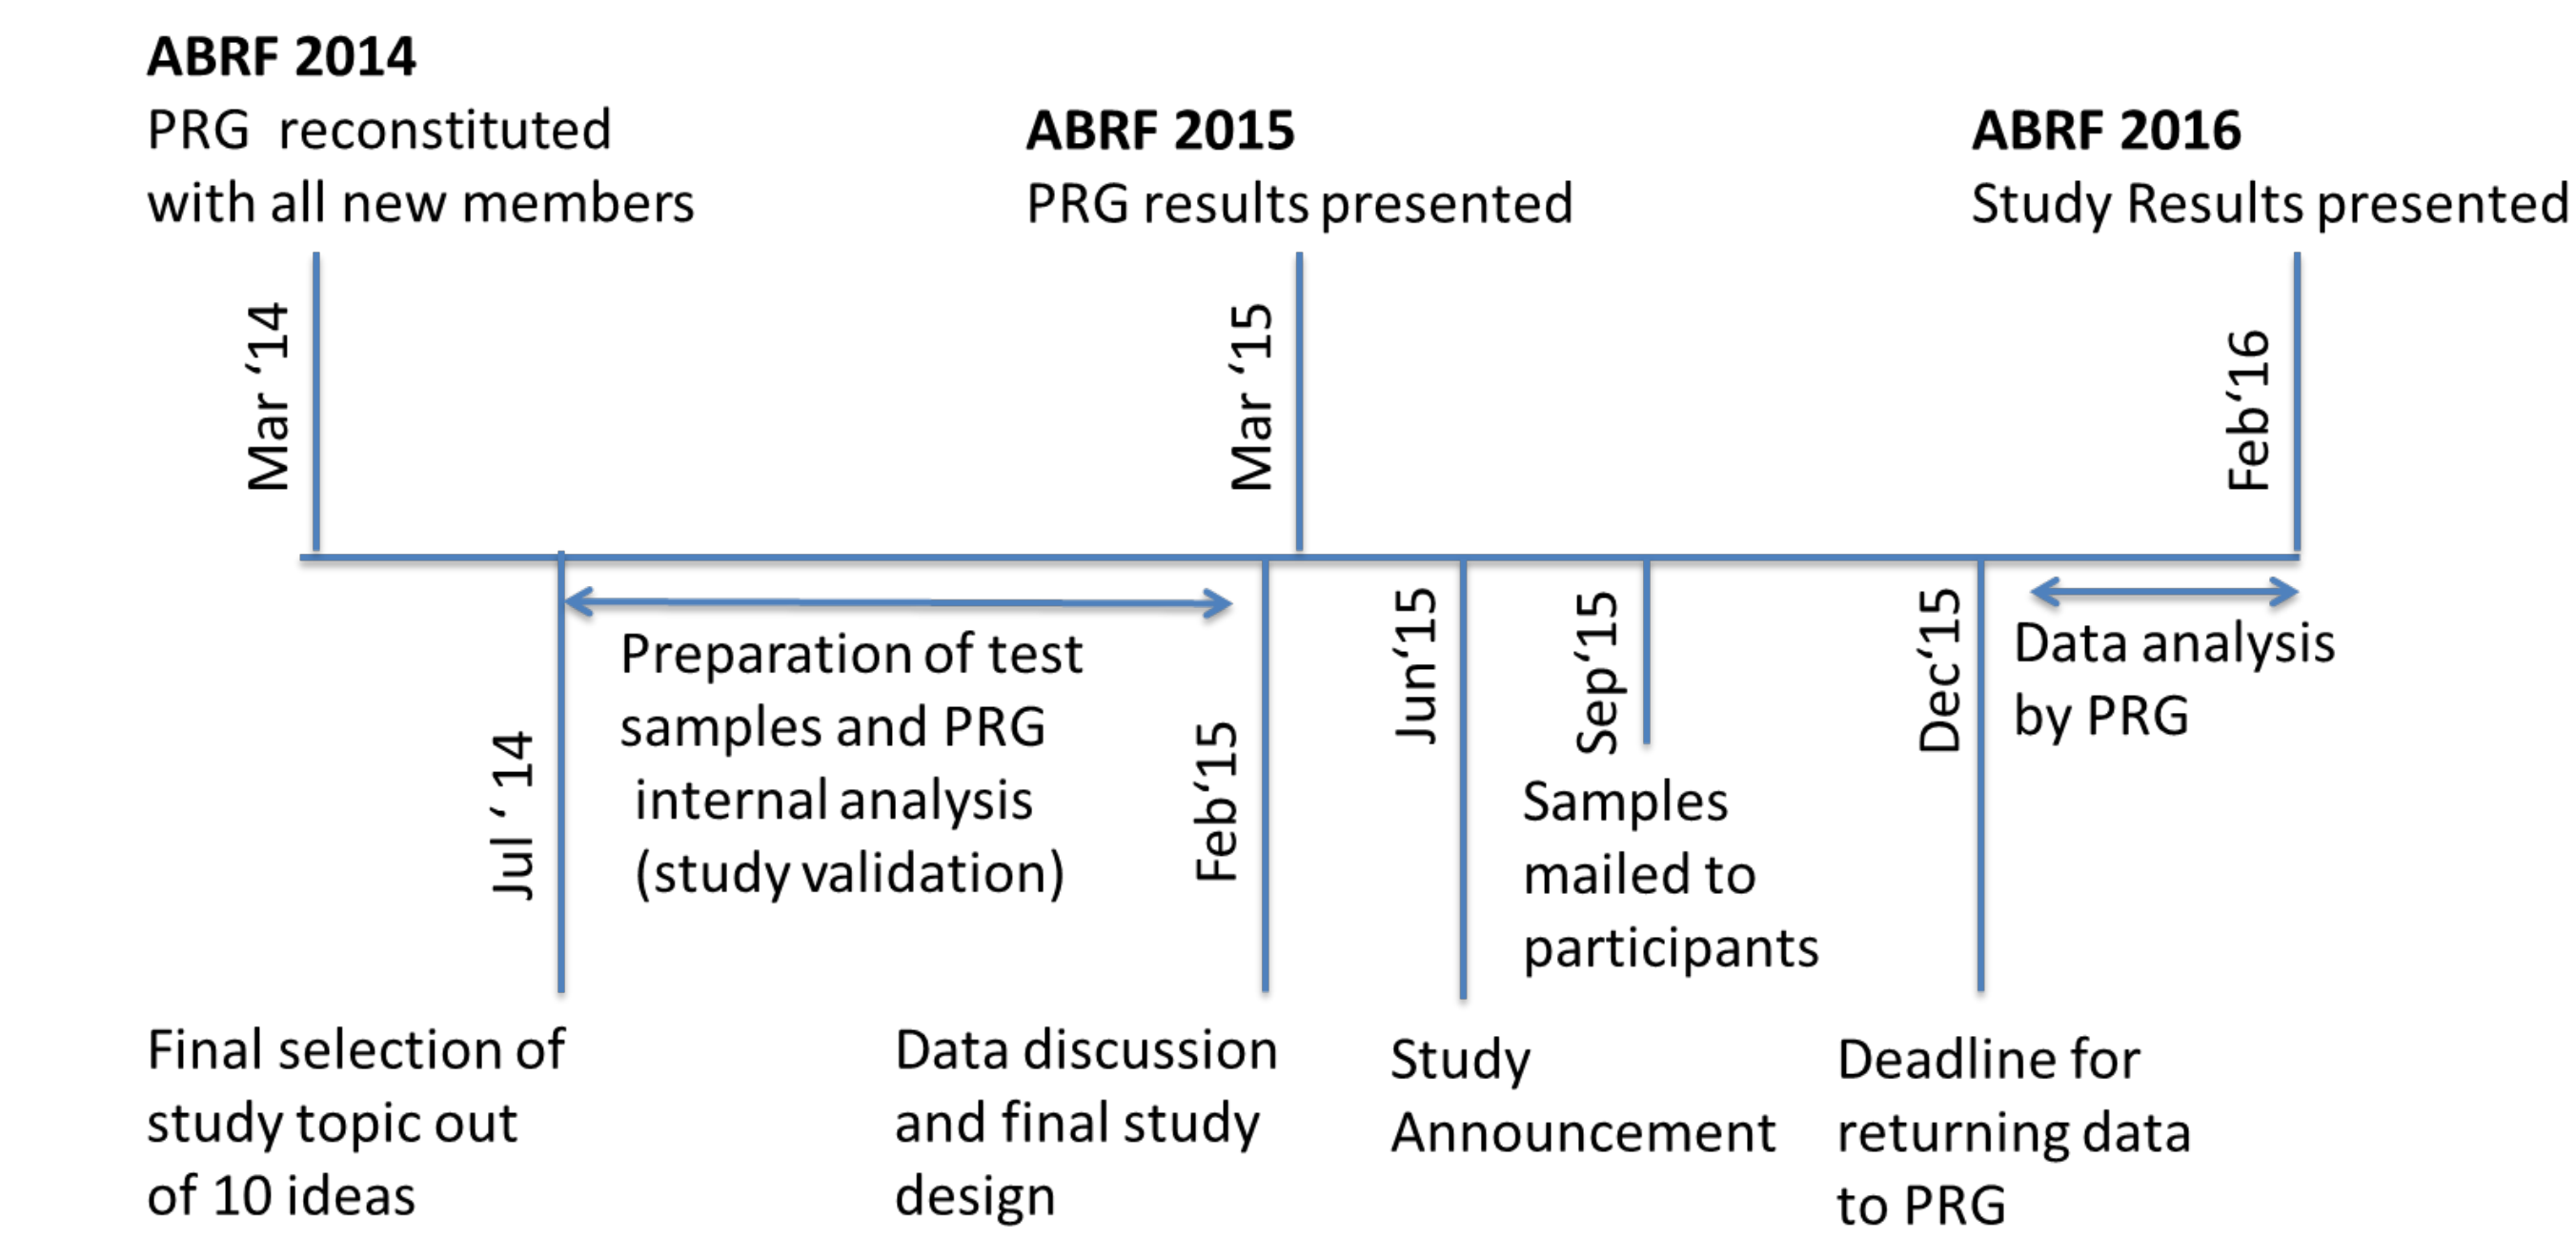 ABRF 2014
PRG reconstituted
with all new members
ABRF 2015
PRG results presented
ABRF 2016
Study Results presented
Mar ‘14
Mar ‘15
Feb‘16
Jul ‘ 14
Preparation of test
samples and PRG
internal analysis
(study validation)
Feb‘15
Jun‘15
Sep‘15
Samples
mailed to
participants
Dec‘15
Data analysis
by PRG
Final selection of
study topic out
of 10 ideas
Data discussion
and final study
design
Study
Announcement
Deadline for
returning data
to PRG